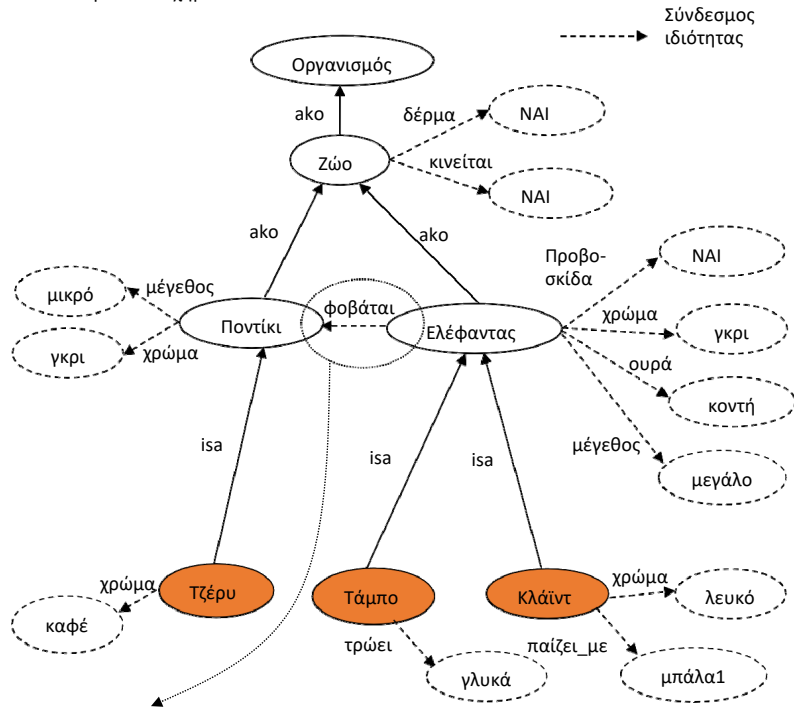 Σύνδεσμος
ιδιότητας
Οργανισμός
ako
δέρμα
ΝΑΙ
Ζώο
κινείται
ΝΑΙ
ako
ako
Προβο-
σκίδα
ΝΑΙ
μικρό
μέγεθος
φοβάται
χρώμα
γκρι
Ποντίκι
Ελέφαντας
γκρι
χρώμα
ουρά
κοντή
μέγεθος
μεγάλο
isa
isa
isa
χρώμα
Τζέρυ
Τάμπο
Κλάϊντ
χρώμα
λευκό
καφέ
τρώει
παίζει_με
γλυκά
μπάλα1